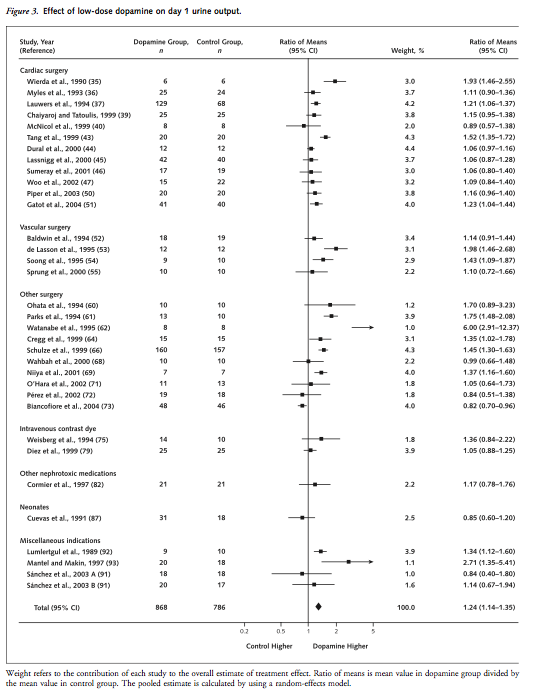 Figure 3. Effect of low-dose dopamine on day 1 urine output.
Study, Year Dopamine Group, Control Group, Ratio of Means Weight, % Ratio of Means
(Reference) n n (95% CI) (95% CI)
Cardiac surgery
Wierda et al., 1990 (35) 6 6 3.0 1.93 (1.46–2.55)
Myles et al., 1993 (36) 25 24 3.7 1.11 (0.90–1.36)
Lauwers et al., 1994 (37) 129 68 4.2 1.21 (1.06–1.37)
Chaiyaroj and Tatoulis, 1999 (39) 25 25 3.8 1.15 (0.95–1.38)
McNicol et al., 1999 (40) 8 8 2.0 0.89 (0.57–1.38)
Tang et al., 1999 (43) 20 20 4.3 1.52 (1.35–1.72)
Dural et al., 2000 (44) 12 12 4.4 1.06 (0.97–1.16)
Lassnigg et al., 2000 (45) 42 40 3.7 1.06 (0.87–1.28)
Sumeray et al., 2001 (46) 17 19 3.0 1.06 (0.80–1.40)
Woo et al., 2002 (47) 15 22 3.2 1.09 (0.84–1.40)
Piper et al., 2003 (50) 20 20 3.8 1.16 (0.96–1.40)
Gatot et al., 2004 (51) 41 40 4.0 1.23 (1.04–1.44)
Vascular surgery
Baldwin et al., 1994 (52) 18 19 3.4 1.14 (0.91–1.44)
de Lasson et al., 1995 (53) 12 12 3.1 1.98 (1.46–2.68)
Soong et al., 1995 (54) 9 10 2.9 1.43 (1.09–1.87)
Sprung et al., 2000 (55) 10 10 2.2 1.10 (0.72–1.66)
Other surgery
Ohata et al., 1994 (60) 10 10 1.2 1.70 (0.89–3.23)
Parks et al., 1994 (61) 13 10 3.9 1.75 (1.48–2.08)
Watanabe et al., 1995 (62) 8 8 1.0 6.00 (2.91–12.37)
Cregg et al., 1999 (64) 15 15 3.1 1.35 (1.02–1.78)
Schulze et al., 1999 (66) 160 157 4.3 1.45 (1.30–1.63)
Wahbah et al., 2000 (68) 10 10 2.2 0.99 (0.66–1.48)
Niiya et al., 2001 (69) 7 7 4.0 1.37 (1.16–1.60)
O'Hara et al., 2002 (71) 11 13 1.8 1.05 (0.64–1.73)
Pérez et al., 2002 (72) 19 18 1.8 0.84 (0.51–1.38)
Biancofiore et al., 2004 (73) 48 46 4.0 0.82 (0.70–0.96)
Intravenous contrast dye
Weisberg et al., 1994 (75) 14 10 1.8 1.36 (0.84–2.22)
Diez et al., 1999 (79) 25 25 3.9 1.05 (0.88–1.25)
Other nephrotoxic medications
Cormier et al., 1997 (82) 21 21 2.2 1.17 (0.78–1.76)
Neonates
Cuevas et al., 1991 (87) 31 18 2.5 0.85 (0.60–1.20)
Miscellaneous indications
Lumlertgul et al., 1989 (92) 9 10 3.9 1.34 (1.12–1.60)
Mantel and Makin, 1997 (93) 20 18 1.1 2.71 (1.35–5.41)
Sánchez et al., 2003 A (91) 18 18 1.0 0.84 (0.40–1.80)
Sánchez et al., 2003 B (91) 20 17 1.6 1.14 (0.67–1.94)
Total (95% CI) 868 786 100.0 1.24 (1.14–1.35)
0.2 0.5 1 2 5
Control Higher Dopamine Higher
Weight refers to the contribution of each study to the overall estimate of treatment effect. Ratio of means is mean value in dopamine group divided by
the mean value in control group. The pooled estimate is calculated by using a random-effects model.